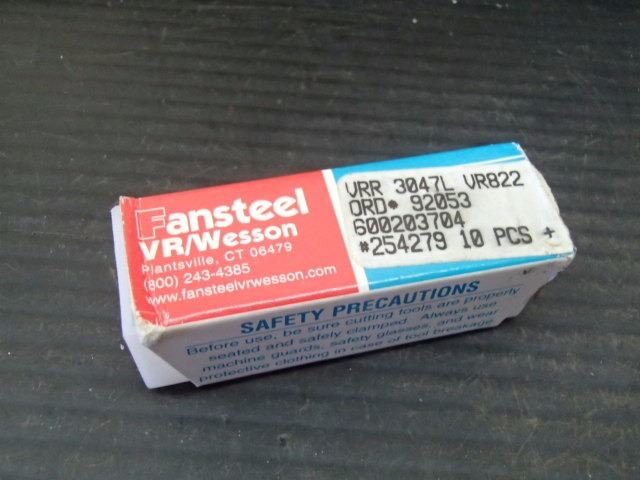 Fansteel
VR/Wesson
Plantsville, CT 06479
(800) 243-4385
www.fansteelvrwesson.com
VRR 3047L VR822
ORD# 92053
600203704
#254279 10 PCS +
SAFETY PRECAUTIONS
Before use, be sure cutting tools are properly
seated and safely clamped. Always use
machine guards, safety glasses, and wear
protective clothing in case of tool breakage.